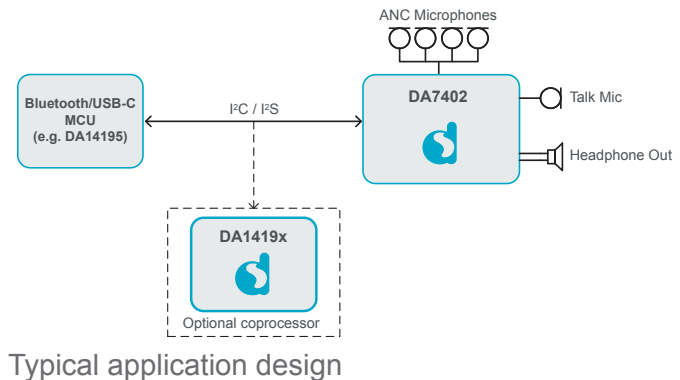 ANC Microphones
Bluetooth/USB-C
MCU
(e.g. DA14195)
I²C / I²S
DA7402
Talk Mic
Headphone Out
DA1419x
Optional coprocessor
Typical application design